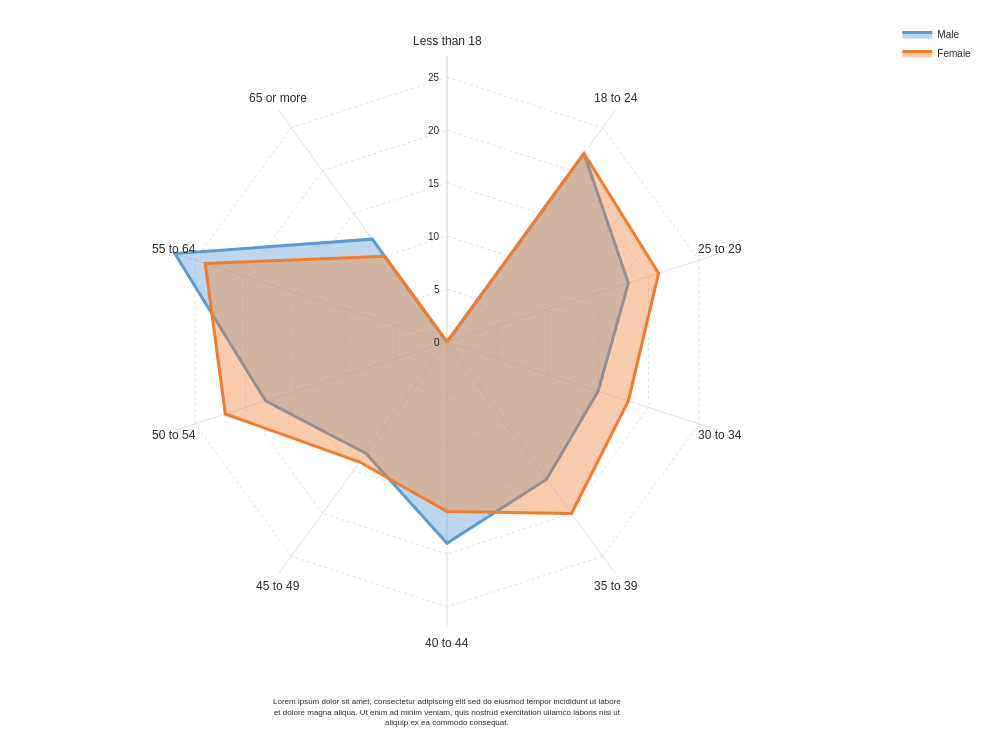 Less than 18
Male
Female
65 or more
18 to 24
25
20
15
10
5
0
55 to 64
25 to 29
50 to 54
30 to 34
45 to 49
35 to 39
40 to 44
Lorem ipsum dolor sit amet, consectetur adipiscing elit sed do eiusmod tempor incididunt ut labore
et dolore magna aliqua. Ut enim ad minim veniam, quis nostrud exercitation ullamco laboris nisi ut
aliquip ex ea commodo consequat.